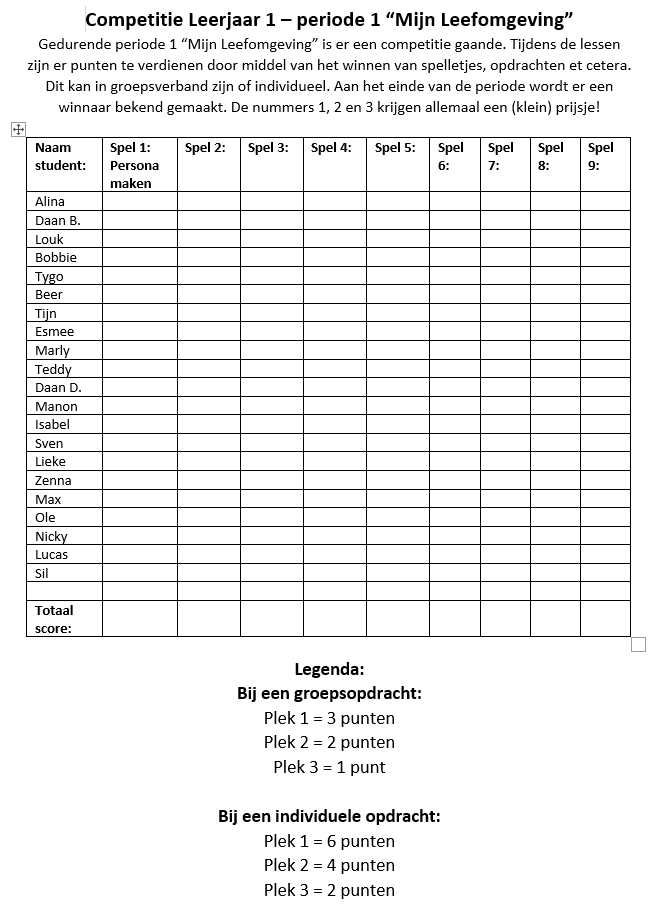 Competitie Leerjaar 1 – periode 1 “Mijn Leefomgeving”
Gedurende periode 1 “Mijn Leefomgeving” is er een competitie gaande. Tijdens de lessen
zijn er punten te verdienen door middel van het winnen van spelletjes, opdrachten et cetera.
Dit kan in groepsverband zijn of individueel. Aan het einde van de periode wordt er een
winnaar bekend gemaakt. De nummers 1, 2 en 3 krijgen allemaal een (klein) prijsje!
Naam Spel 1: Spel 2: Spel 3: Spel 4: Spel 5: Spel Spel Spel Spel
student: Persona 6: 7: 8: 9:
maken
Alina
Daan B.
Louk
Bobbie
Tygo
Beer
Tijn
Esmee
Marly
Teddy
Daan D.
Manon
Isabel
Sven
Lieke
Zenna
Max
Ole
Nicky
Lucas
Sil
Totaal
score:
Legenda:
Bij een groepsopdracht:
Plek 1 = 3 punten
Plek 2 = 2 punten
Plek 3 = 1 punt
Bij een individuele opdracht:
Plek 1 = 6 punten
Plek 2 = 4 punten
Plek 3 = 2 punten